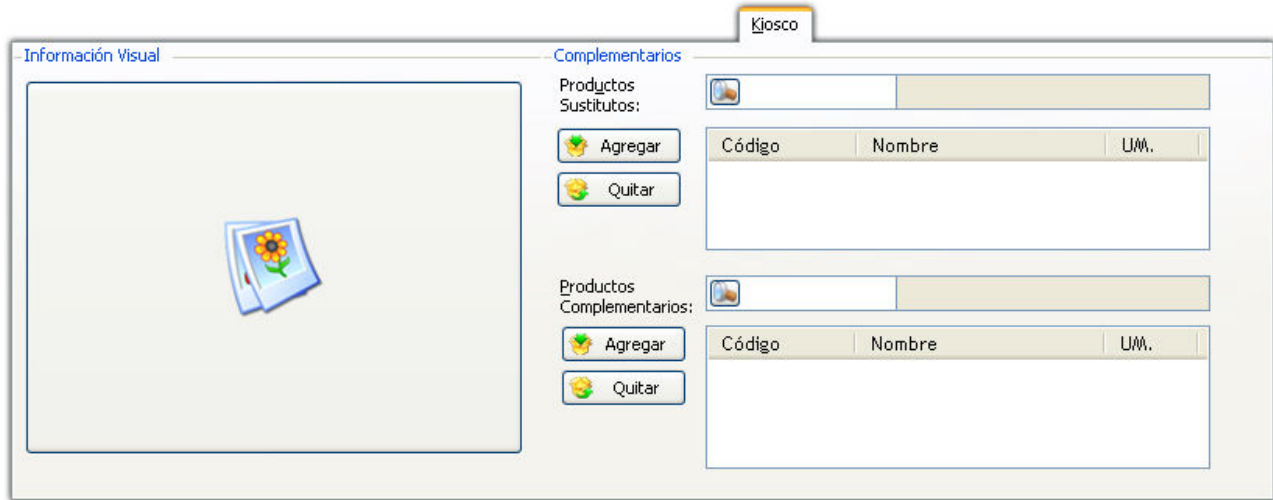 Kiosco
Información Visual
Complementarios
Productos
Sustitutos:
Agregar
Quitar
Código Nombre UM.
Productos
Complementarios:
Agregar
Quitar
Código Nombre UM.